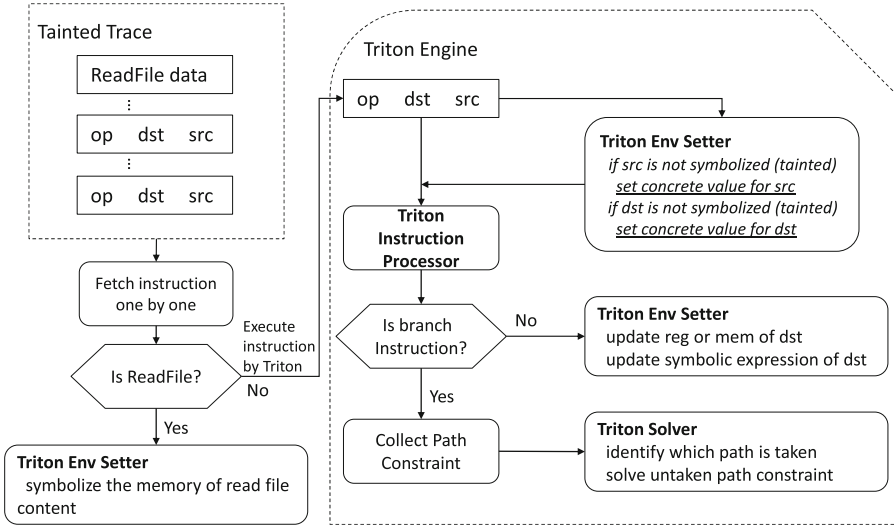 Tainted Trace
ReadFile data
...
op dst src
...
op dst src
Fetch instruction
one by one
Is ReadFile?
Yes
No
Execute
instruction
by Triton
Triton Env Setter
symbolize the memory of read file
content
Triton Engine
op dst src
Triton Env Setter
if src is not symbolized (tainted)
set concrete value for src
if dst is not symbolized (tainted)
set concrete value for dst
Triton
Instruction
Processor
Is branch
Instruction?
No
Yes
Triton Env Setter
update reg or mem of dst
update symbolic expression of dst
Collect Path
Constraint
Triton Solver
identify which path is taken
solve untaken path constraint